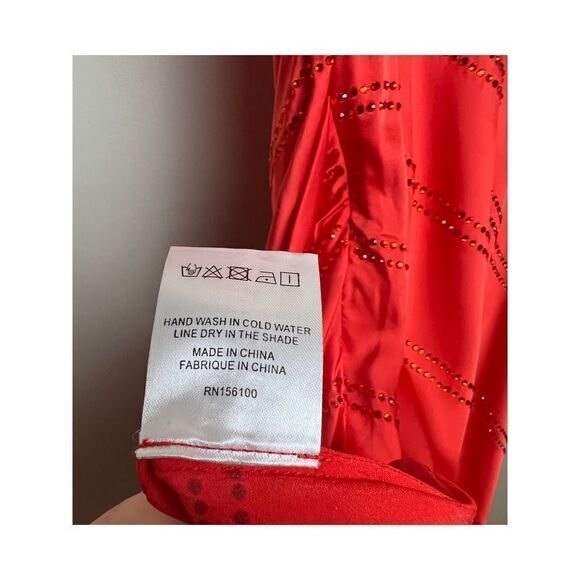 HAND WASH IN COLD WATER
LINE DRY IN THE SHADE
MADE IN CHINA
FABRIQUE IN CHINA
RN156100